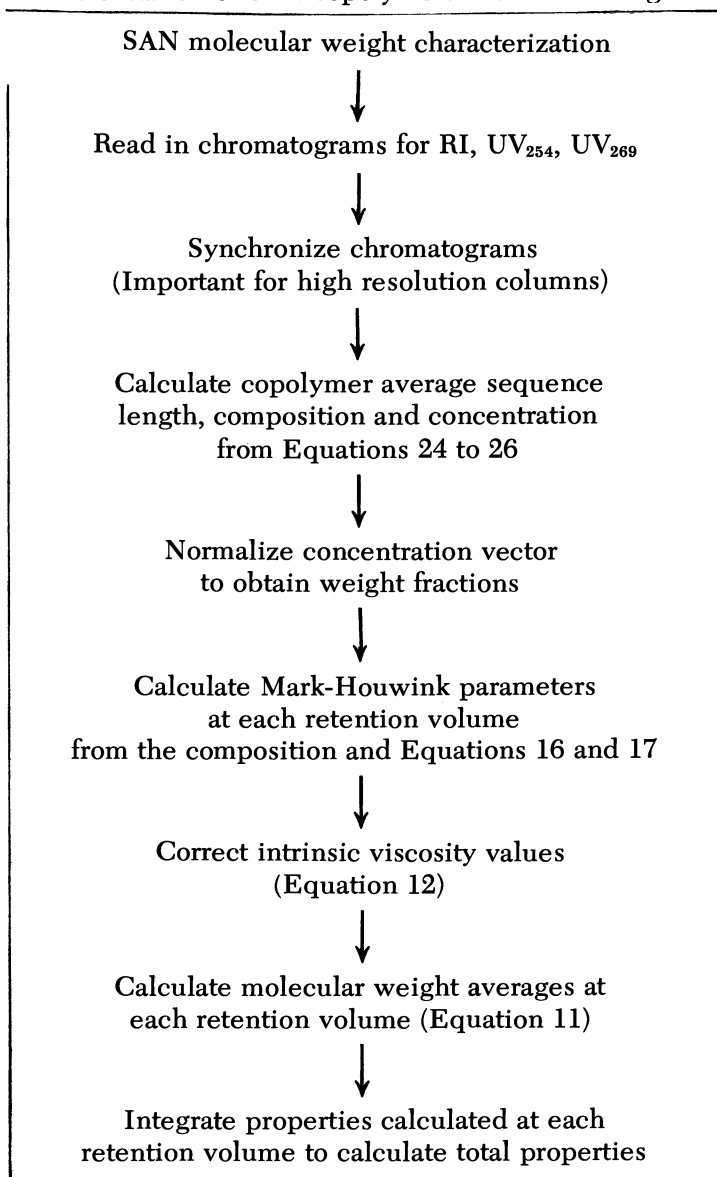 SAN molecular weight characterization
Read in chromatograms for RI, UV₂₅₄, UV₂₆₉
Synchronize chromatograms
(Important for high resolution columns)
Calculate copolymer average sequence
length, composition and concentration
from Equations 24 to 26
Normalize concentration vector
to obtain weight fractions
Calculate Mark-Houwink parameters
at each retention volume
from the composition and Equations 16 and 17
Correct intrinsic viscosity values
(Equation 12)
Calculate molecular weight averages at
each retention volume (Equation 11)
Integrate properties calculated at each
retention volume to calculate total properties